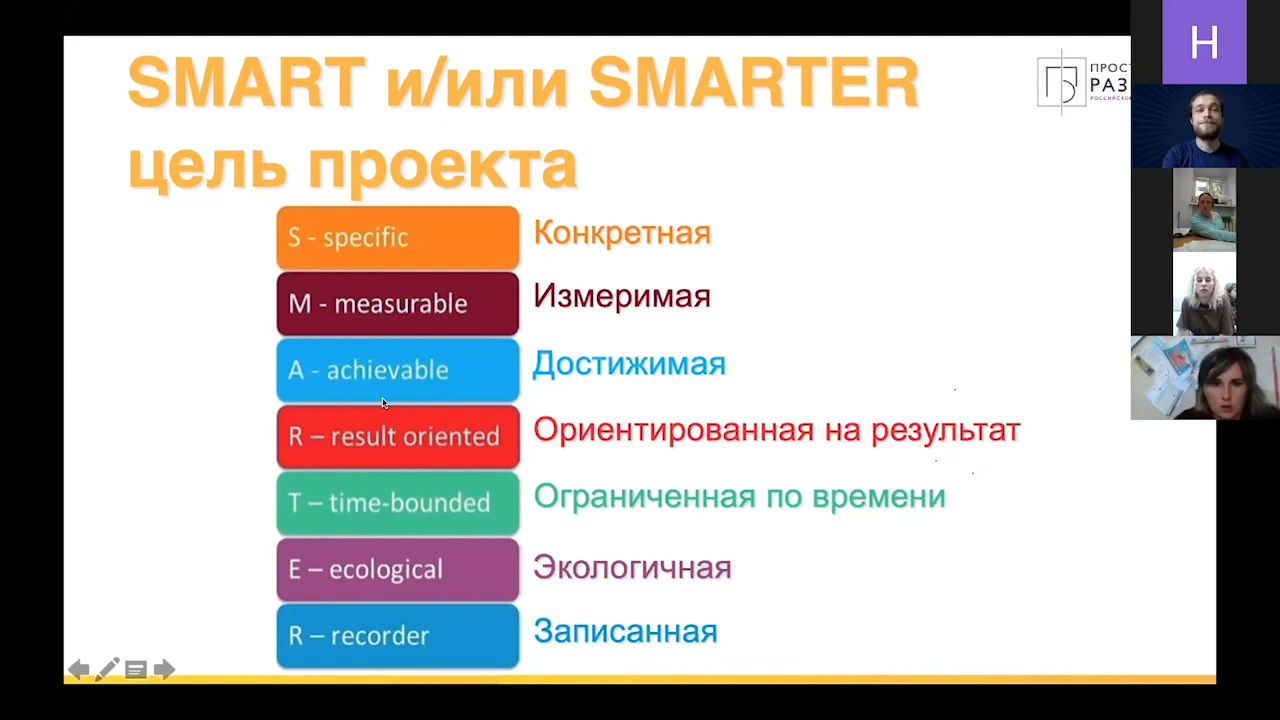 SMART и/или SMARTER
цель проекта
S - specific
Конкретная
M - measurable
Измеримая
A - achievable
Достижимая
R – result oriented
Ориентированная на результат
T – time-bounded
Ограниченная по времени
E – ecological
Экологичная
R – recorder
Записанная
H